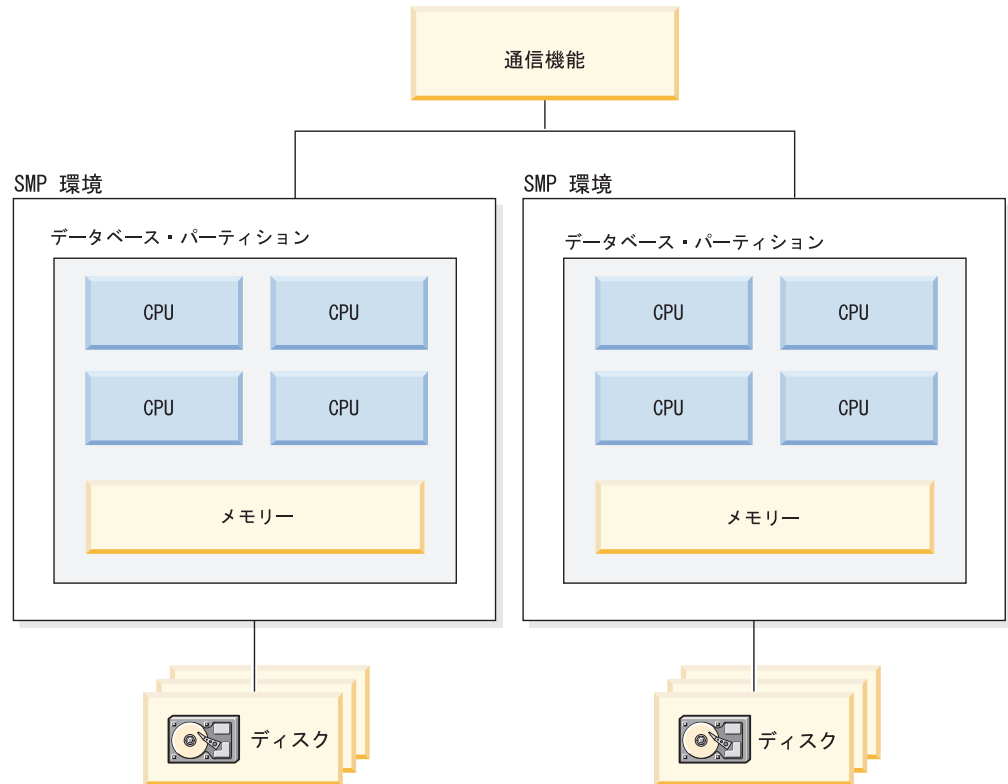 通信機能
SMP 環境
データベース・パーティション
CPU
CPU
CPU
CPU
メモリー
ディスク
SMP 環境
データベース・パーティション
CPU
CPU
CPU
CPU
メモリー
ディスク